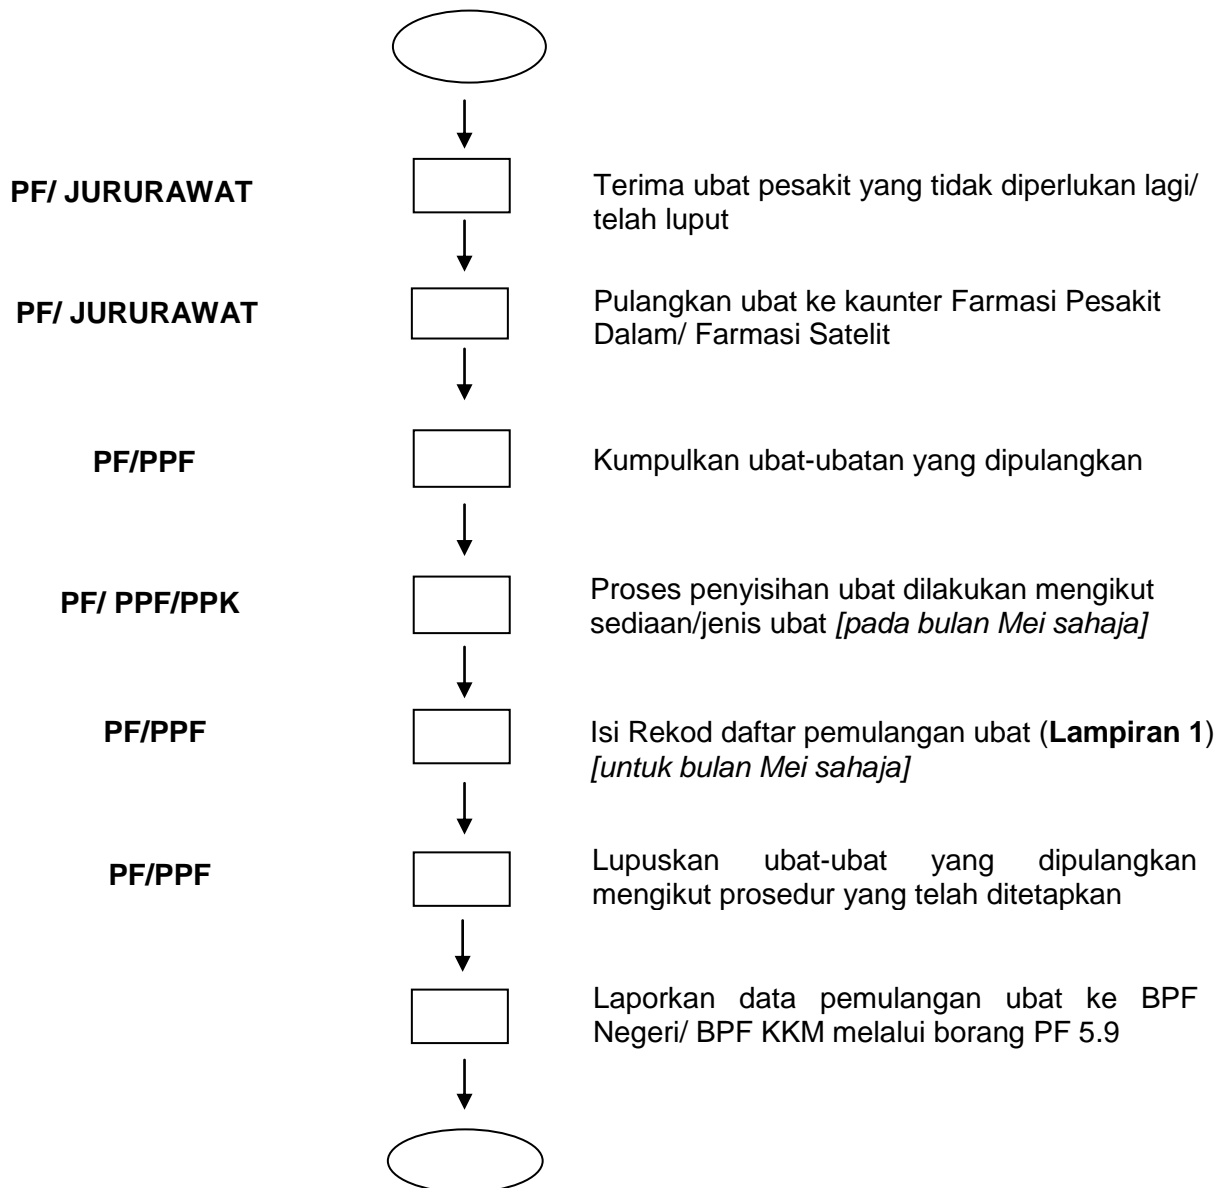 PF/ JURURAWAT
Terima ubat pesakit yang tidak diperlukan lagi/
telah luput
PF/ JURURAWAT
Pulangkan ubat ke kaunter Farmasi Pesakit
Dalam/ Farmasi Satelit
PF/PPF
Kumpulkan ubat-ubatan yang dipulangkan
PF/ PPF/PPK
Proses penyisihan ubat dilakukan mengikut
sediaan/jenis ubat [pada bulan Mei sahaja]
PF/PPF
Isi Rekod daftar pemulangan ubat (Lampiran 1)
[untuk bulan Mei sahaja]
PF/PPF
Lupuskan ubat-ubat yang dipulangkan
mengikut prosedur yang telah ditetapkan
Laporkan data pemulangan ubat ke BPF
Negeri/ BPF KKM melalui borang PF 5.9